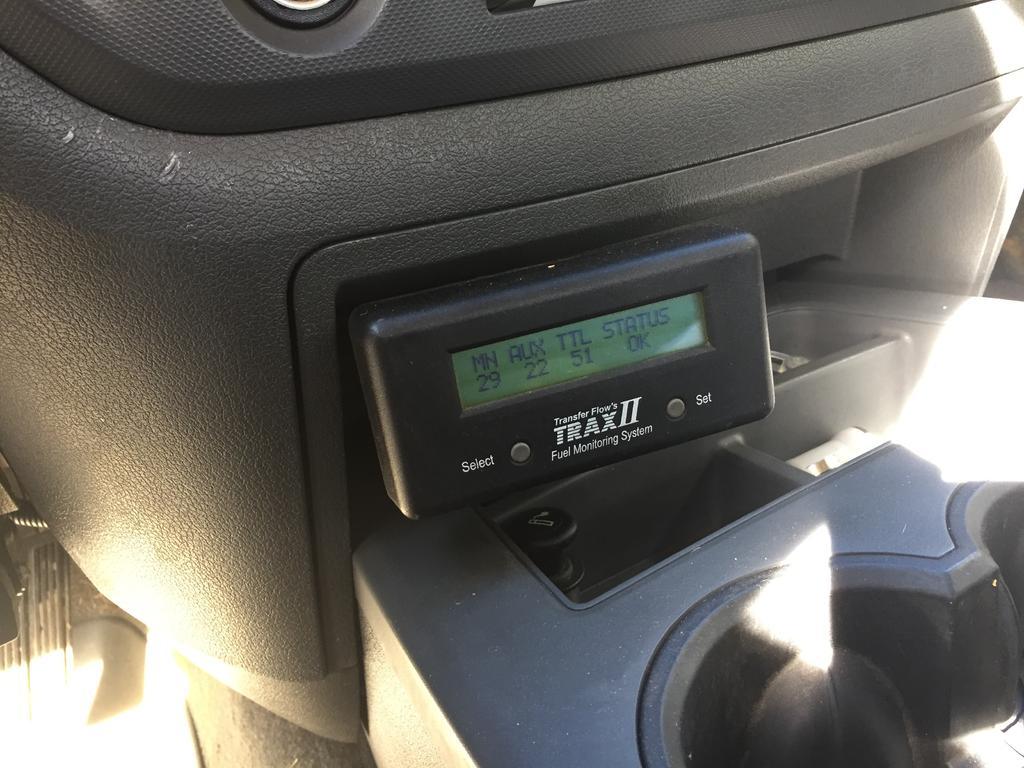 MN AUX TTL STATUS
29 22 51 OK
Transfer Flow's
TRAX II
Fuel Monitoring System
Select
Set